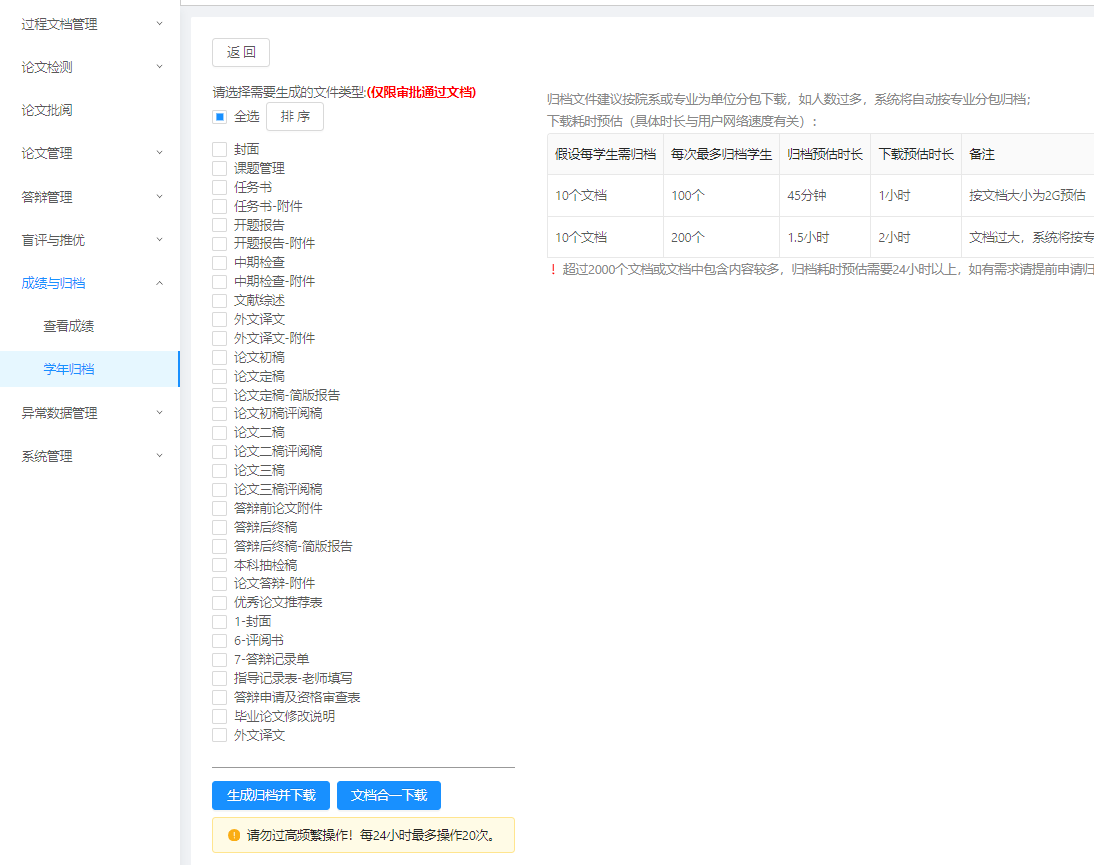 过程文档管理
论文检测
论文批阅
论文管理
答辩管理
盲评与推优
成绩与归档
查看成绩
学年归档
异常数据管理
系统管理
返 回
请选择需要生成的文件类型:(仅限审批通过文档)
全选
排 序
封面
课题管理
任务书
任务书-附件
开题报告
开题报告-附件
中期检查
中期检查-附件
文献综述
外文译文
外文译文-附件
论文初稿
论文定稿
论文定稿-简版报告
论文初稿评阅稿
论文二稿
论文二稿评阅稿
论文三稿
论文三稿评阅稿
答辩前论文附件
答辩后终稿
答辩后终稿-简版报告
本科抽检稿
论文答辩-附件
优秀论文推荐表
1-封面
6-评阅书
7-答辩记录单
指导记录表-老师填写
答辩申请及资格审查表
毕业论文修改说明
外文译文
生成归档并下载
文档合一下载
请勿过高频繁操作！每24小时最多操作20次。
归档文件建议按院系或专业为单位分包下载，如人数过多，系统将自动按专业分包归档；
下载耗时预估（具体时长与用户网络速度有关）：
假设每学生需归档 每次最多归档学生 归档预估时长 下载预估时长 备注
10个文档 100个 45分钟 1小时 按文档大小为2G预估
10个文档 200个 1.5小时 2小时 文档过大，系统将按专
！超过2000个文档或文档中包含内容较多，归档耗时预估需要24小时以上，如有需求请提前申请归